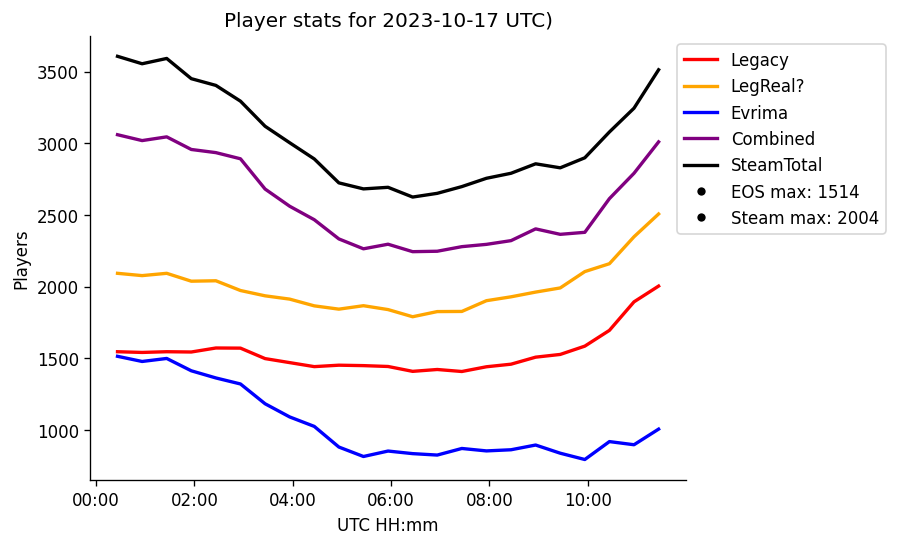 Player stats for 2023-10-17 UTC)
Players
3500
3000
2500
2000
1500
1000
00:00 02:00 04:00 06:00 08:00 10:00
UTC HH:mm
Legacy
LegReal?
Evrima
Combined
SteamTotal
EOS max: 1514
Steam max: 2004